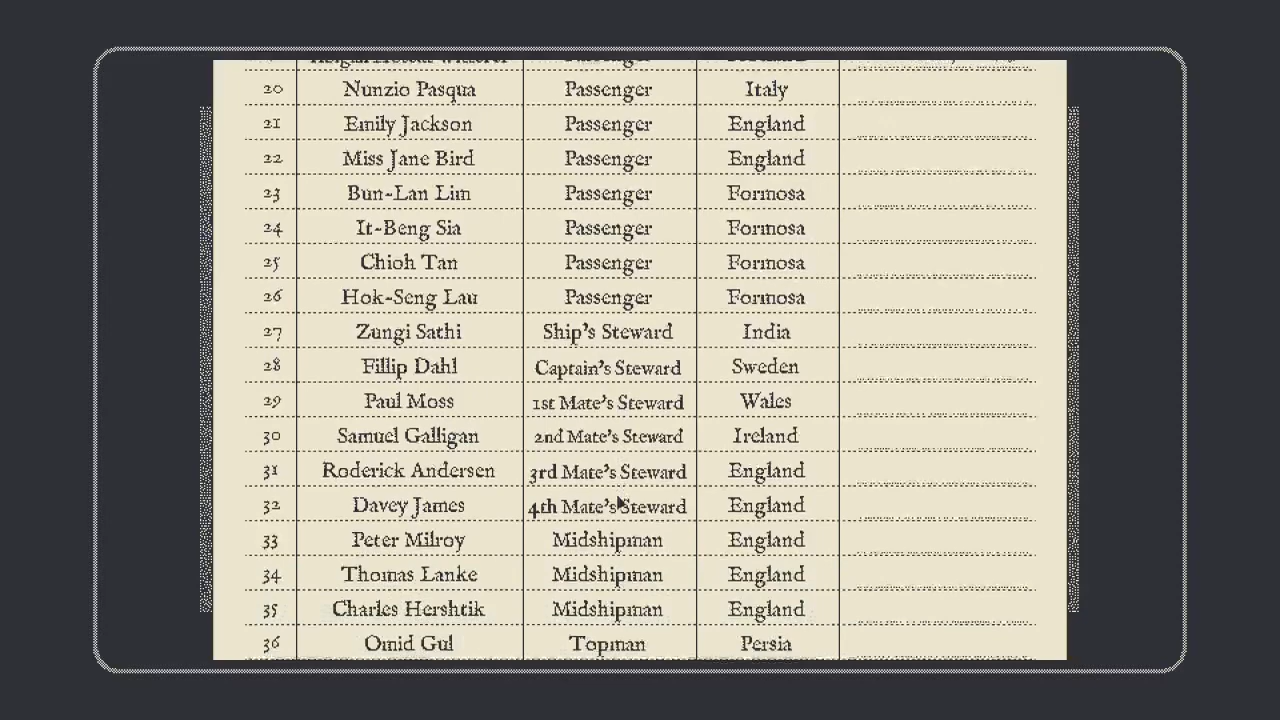 20 Nunzio Pasqua Passenger Italy
21 Emily Jackson Passenger England
22 Miss Jane Bird Passenger England
23 Bun-Lan Lim Passenger Formosa
24 It-Beng Sia Passenger Formosa
25 Chioh Tan Passenger Formosa
26 Hok-Seng Lau Passenger Formosa
27 Zungi Sathi Ship's Steward India
28 Fillip Dahl Captain's Steward Sweden
29 Paul Moss 1st Mate's Steward Wales
30 Samuel Galligan 2nd Mate's Steward Ireland
31 Roderick Andersen 3rd Mate's Steward England
32 Davey James 4th Mate's Steward England
33 Peter Milroy Midshipman England
34 Thomas Lanke Midshipman England
35 Charles Hershtik Midshipman England
36 Omid Gul Topman Persia